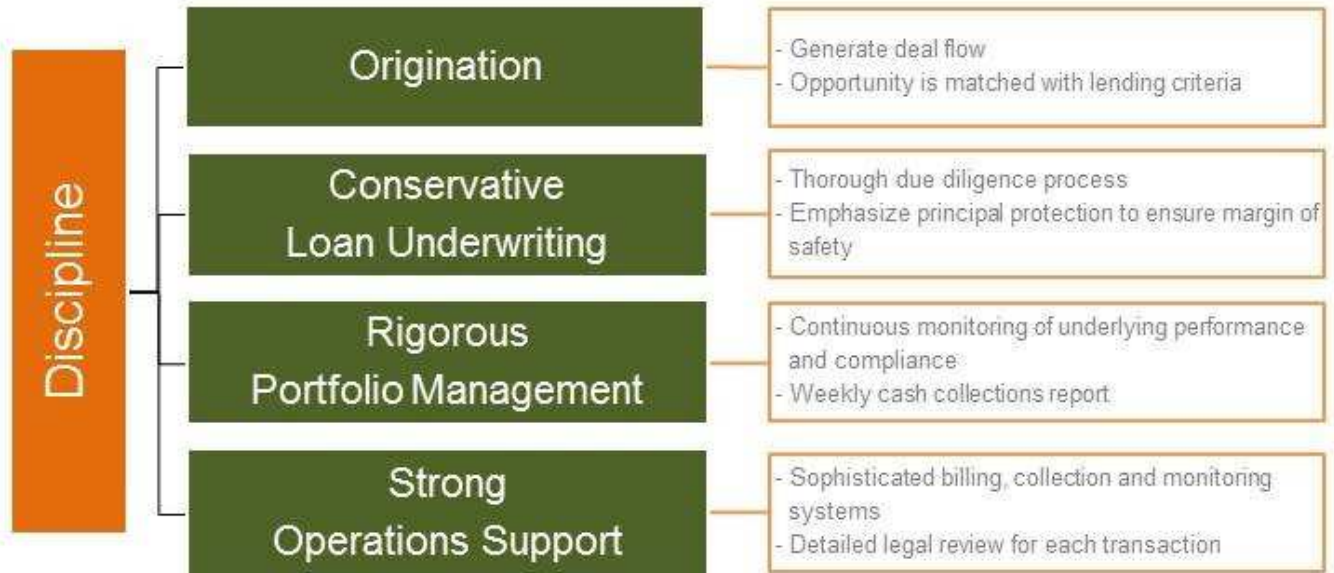 Discipline
Origination
- Generate deal flow
- Opportunity is matched with lending criteria
Conservative
Loan Underwriting
- Thorough due diligence process
- Emphasize principal protection to ensure margin of
safety
Rigorous
Portfolio Management
- Continuous monitoring of underlying performance
and compliance
- Weekly cash collections report
Strong
Operations Support
- Sophisticated billing, collection and monitoring
systems
- Detailed legal review for each transaction